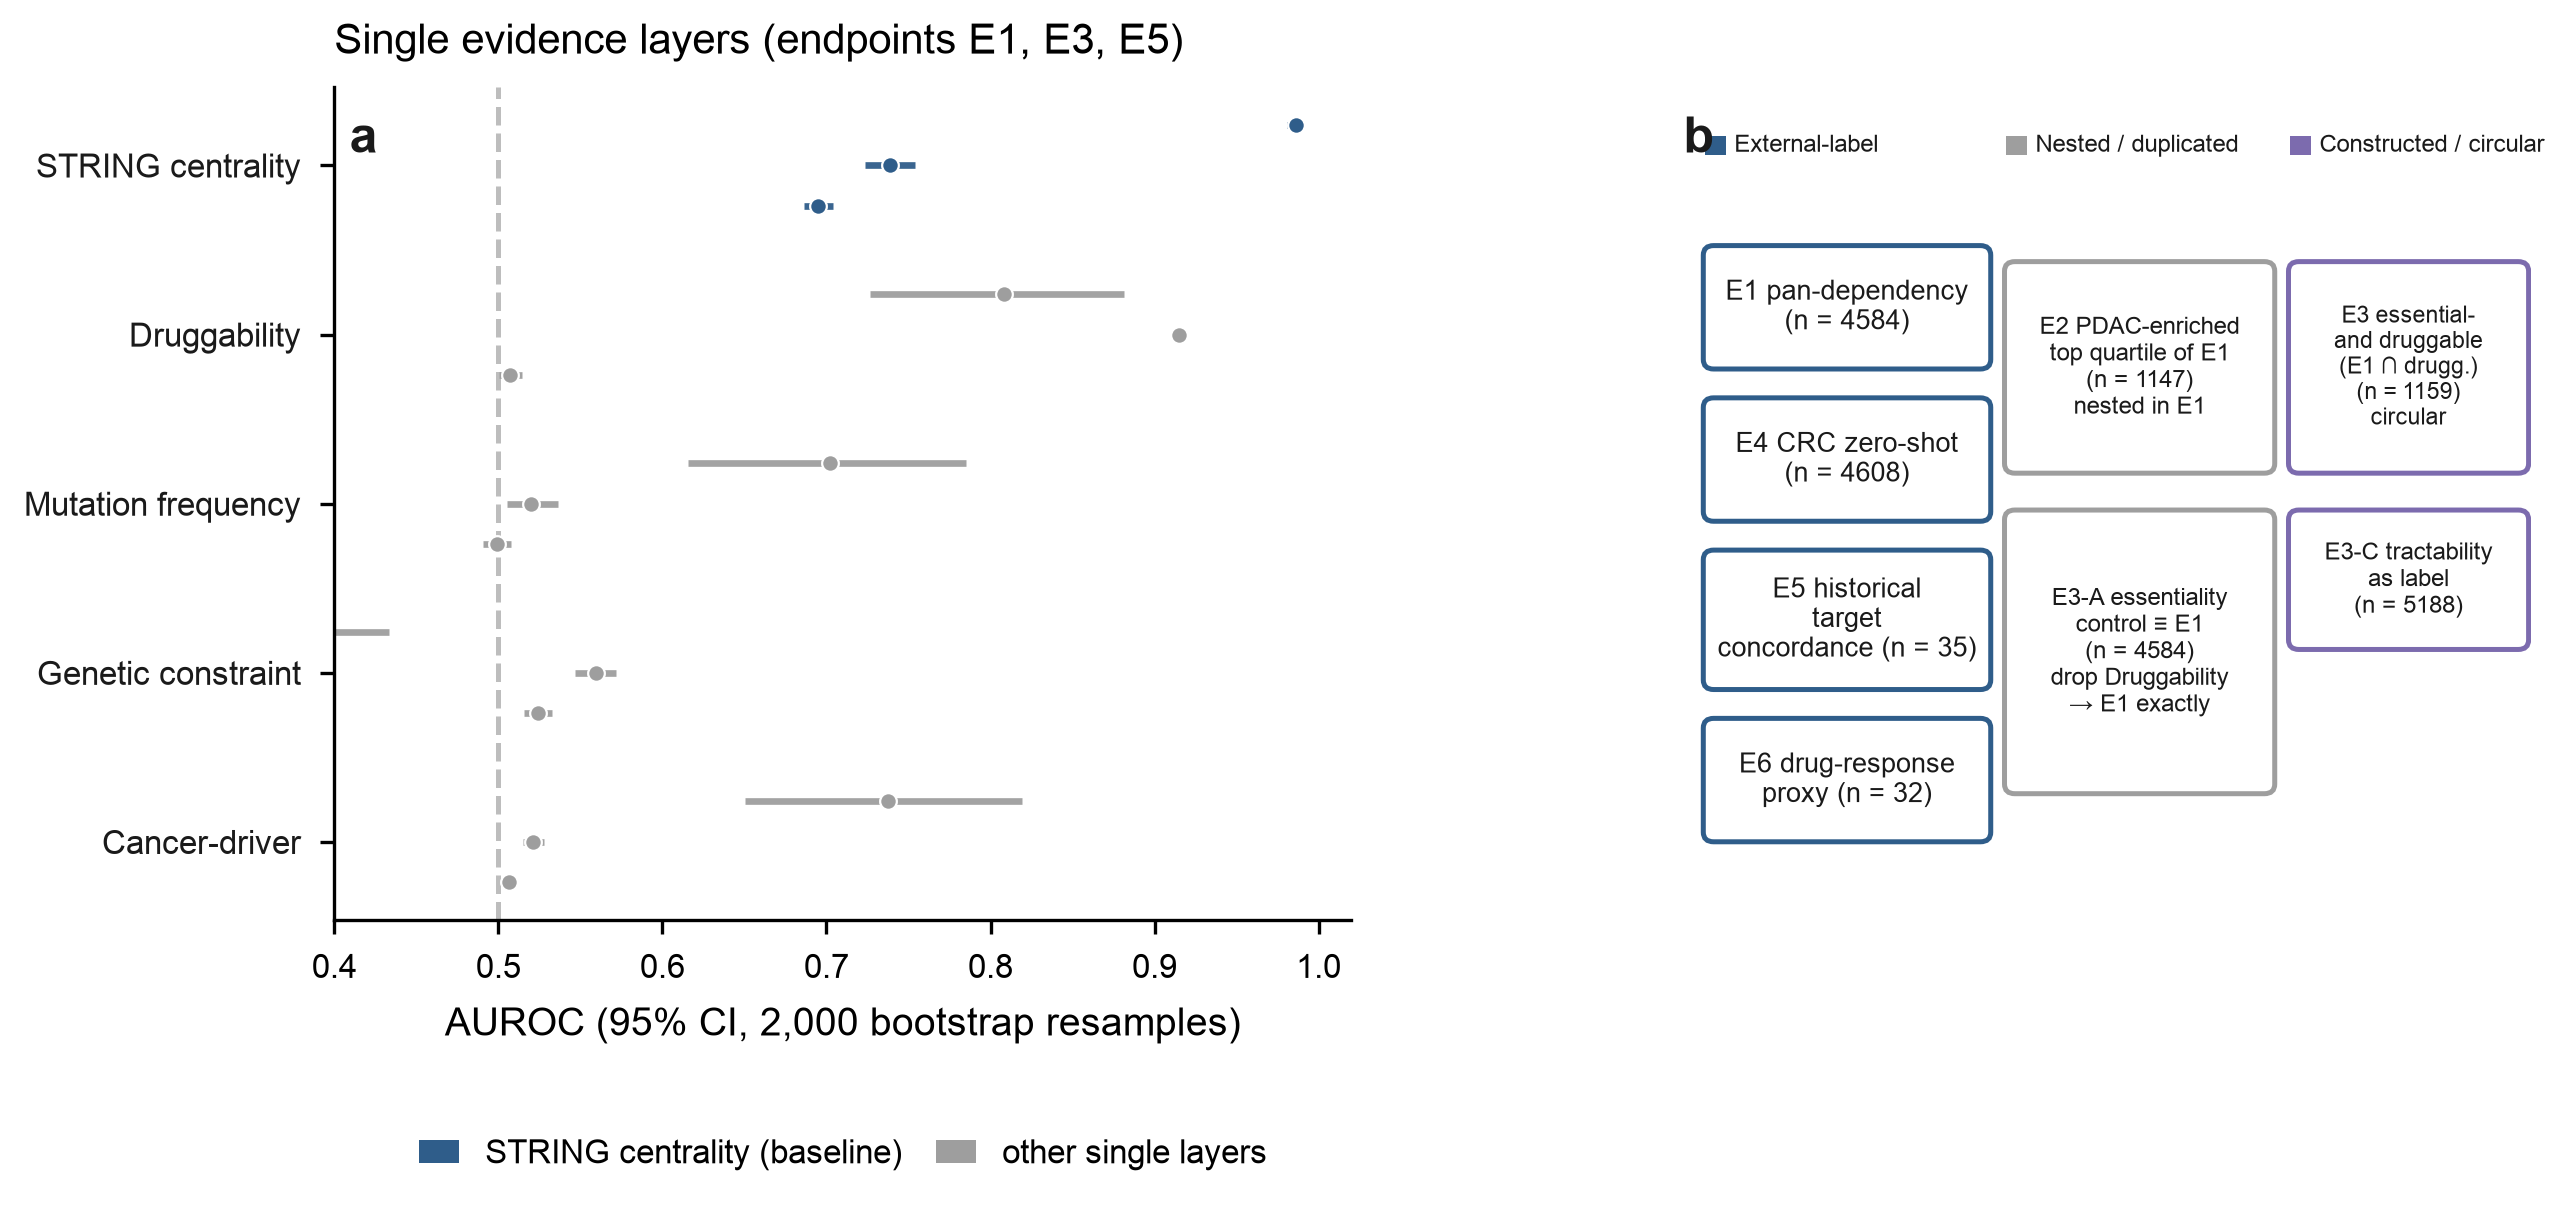 Single evidence layers (endpoints E1, E3, E5)
a
STRING centrality
Druggability
Mutation frequency
Genetic constraint
Cancer-driver
0.4 0.5 0.6 0.7 0.8 0.9 1.0
AUROC (95% CI, 2,000 bootstrap resamples)
STRING centrality (baseline) other single layers
b
External-label Nested / duplicated Constructed / circular
E1 pan-dependency
(n = 4584)
E4 CRC zero-shot
(n = 4608)
E5 historical
target
concordance (n = 35)
E6 drug-response
proxy (n = 32)
E2 PDAC-enriched
top quartile of E1
(n = 1147)
nested in E1
E3-A essentiality
control ≡ E1
(n = 4584)
drop Druggability
→ E1 exactly
E3 essential-
and druggable
(E1 ∩ drugg.)
(n = 1159)
circular
E3-C tractability
as label
(n = 5188)